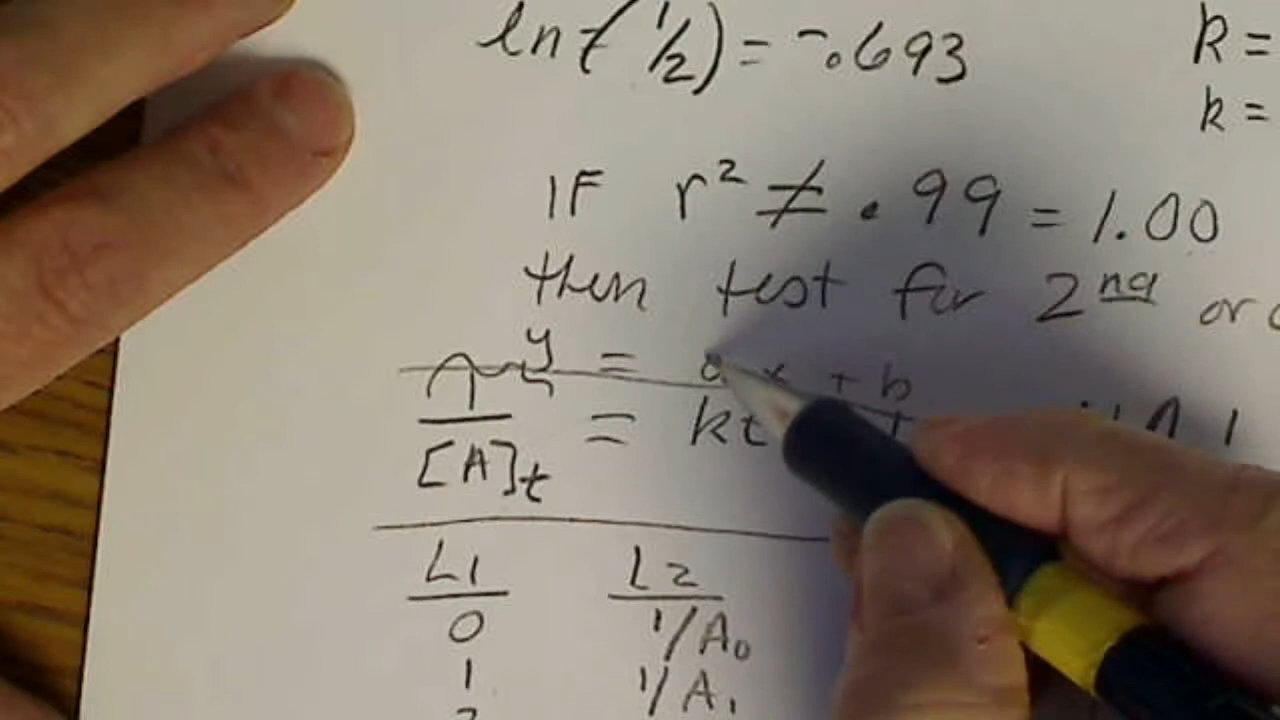 ln(1/2) = -.693
k =
k =
IF r² ≠ .99 = 1.00
then test for 2nd
y = ax + b
1/[A]t = kt
L1 L2
0 1/A0
1 1/A1